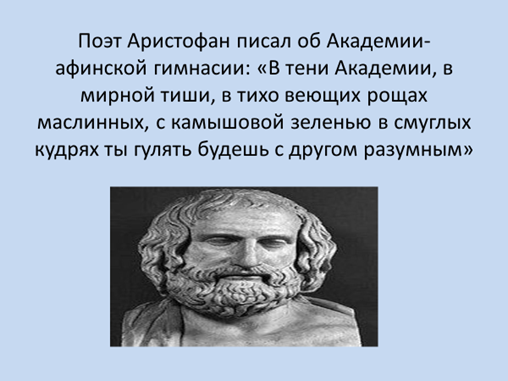 Поэт Аристофан писал об Академии-
афинской гимнасии: «В тени Академии, в
мирной тиши, в тихо веющих рощах
маслинных, с камышовой зеленью в смуглых
кудрях ты гулять будешь с другом разумным»